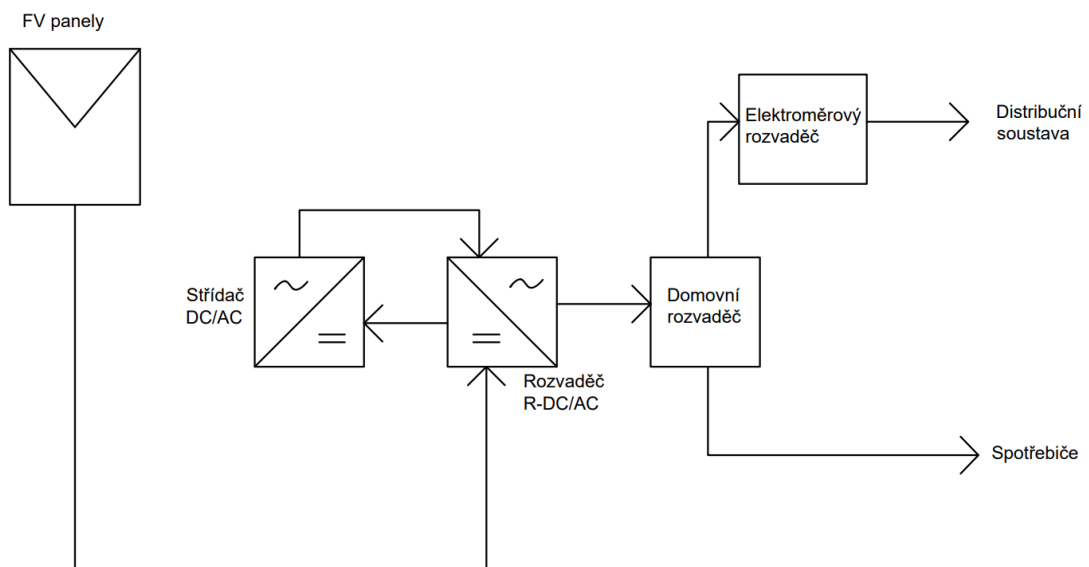 FV panely
Elektroměrový
rozvaděč
Distribuční
soustava
Střídač
DC/AC
Domovní
rozvaděč
Rozvaděč
R-DC/AC
Spotřebiče